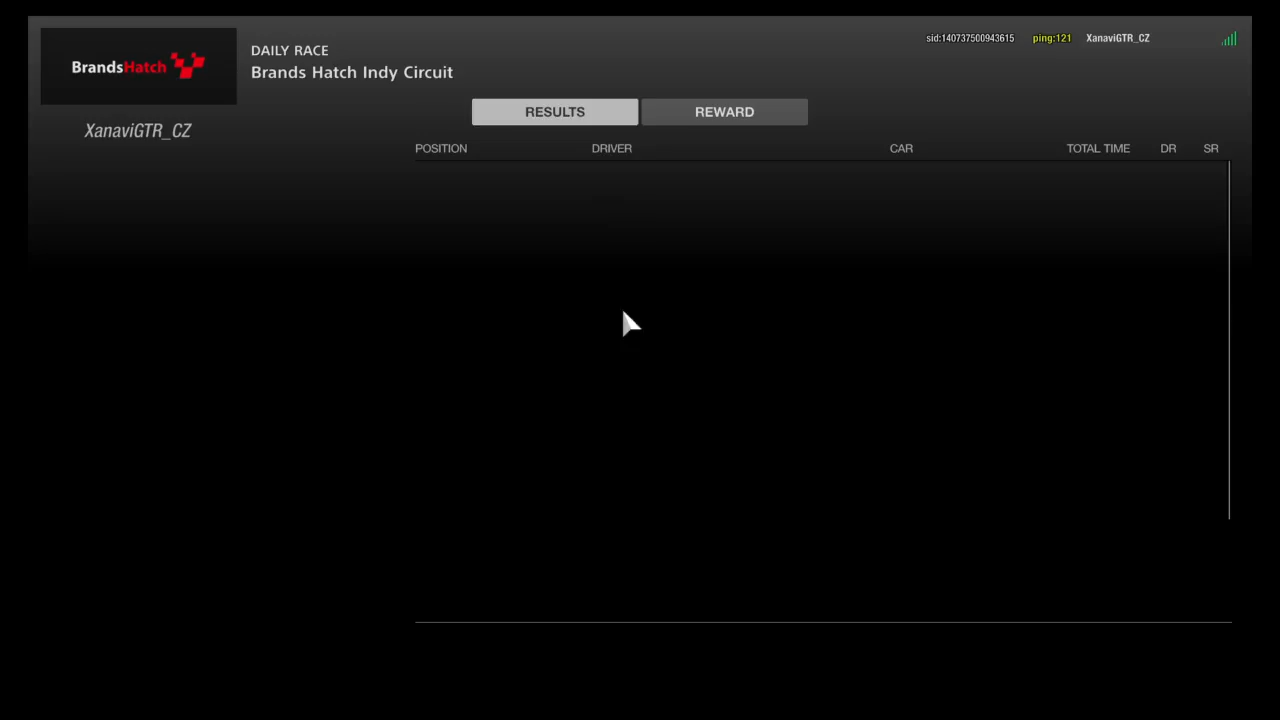 BrandsHatch
DAILY RACE
Brands Hatch Indy Circuit
sid:140737500943615 ping:121 XanaviGTR_CZ
XanaviGTR_CZ
RESULTS REWARD
POSITION DRIVER CAR TOTAL TIME DR SR